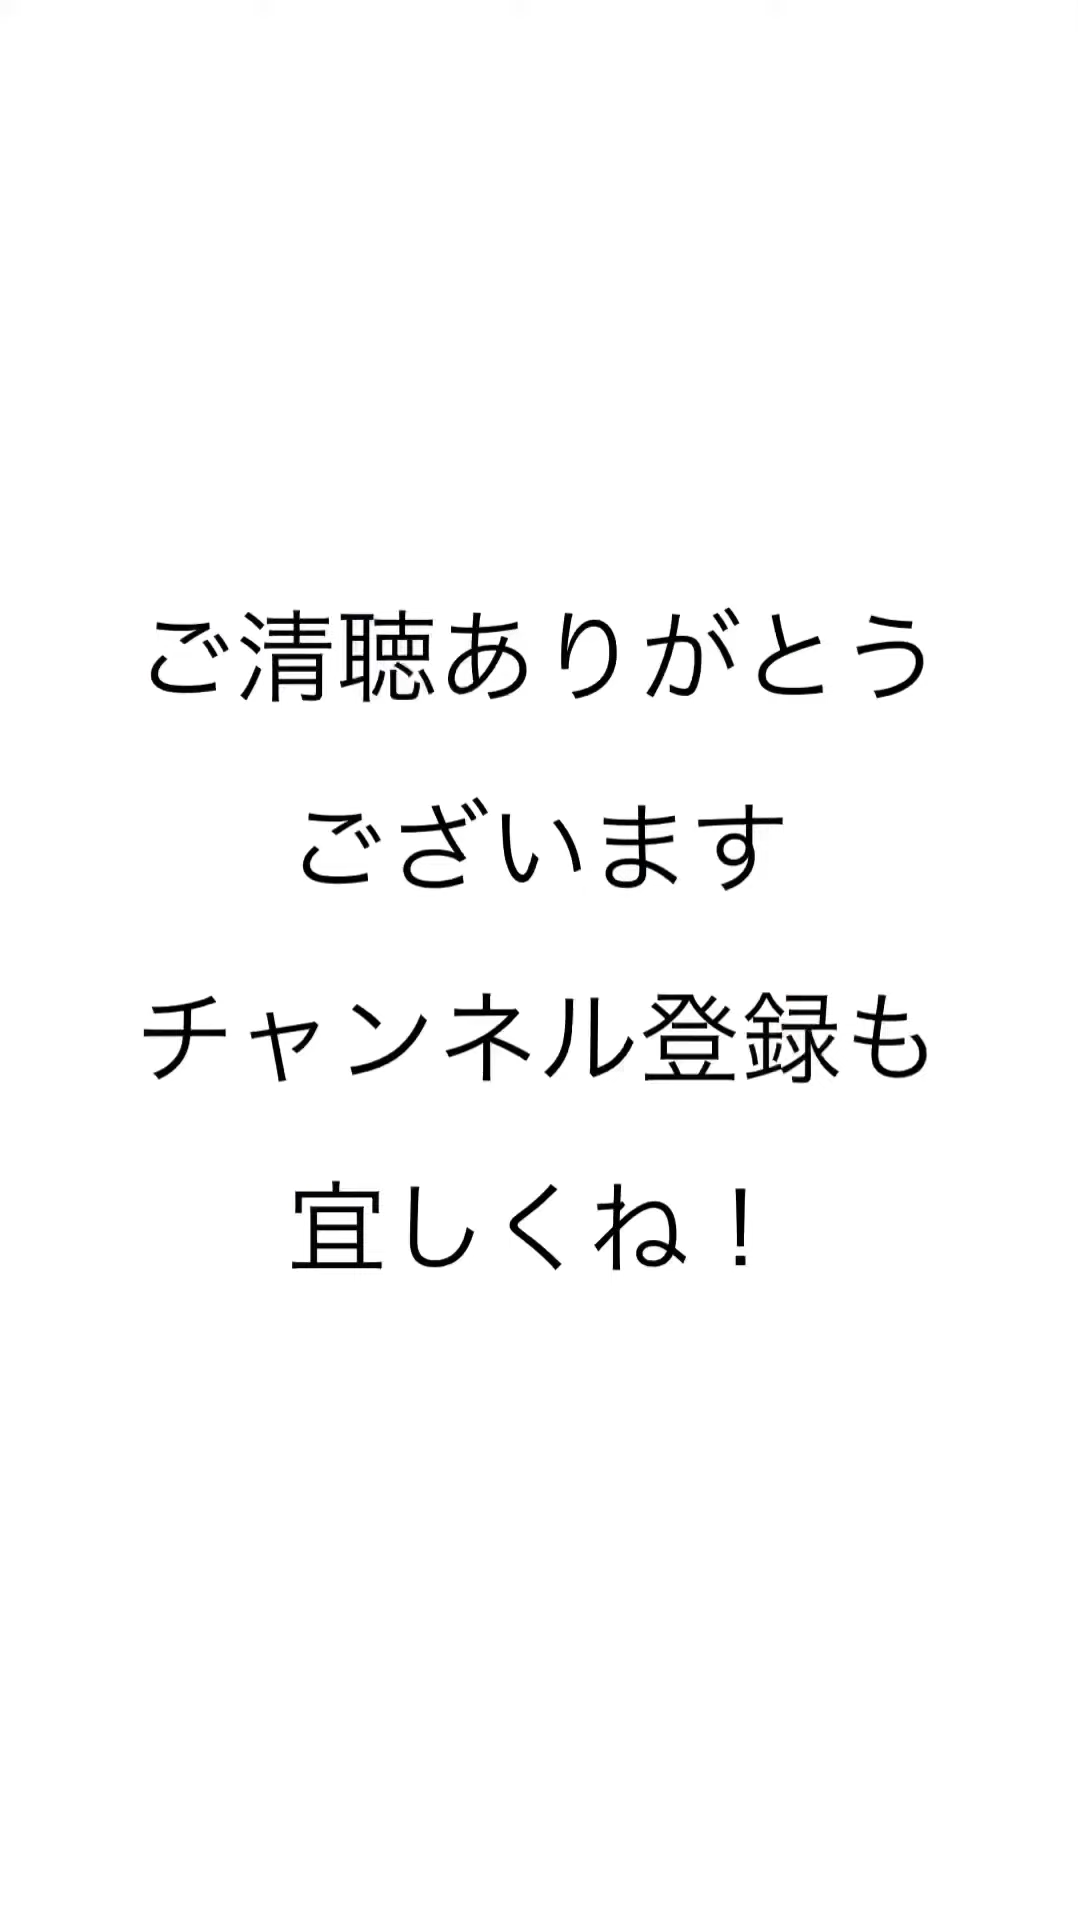 ご清聴ありがとう
ございます
チャンネル登録も
宜しくね！